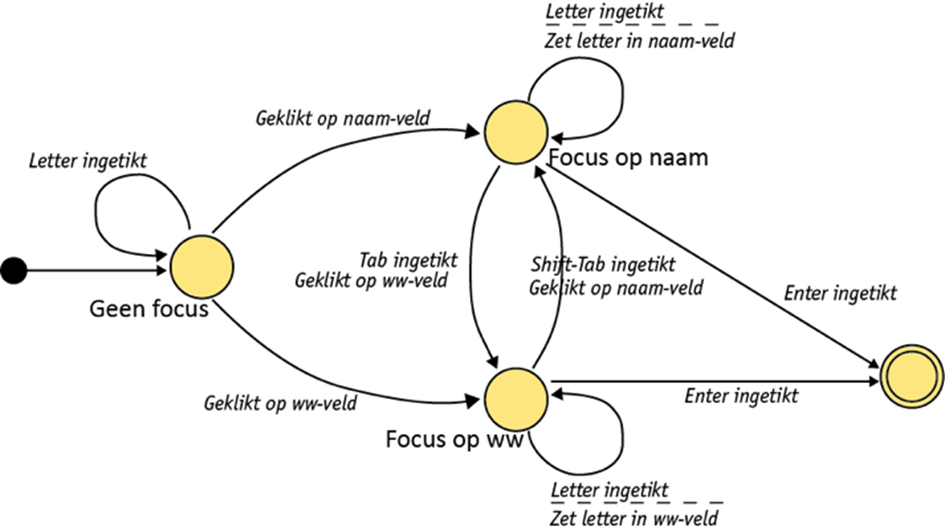 Letter ingetikt
Zet letter in naam-veld
Geklikt op naam-veld
Focus op naam
Letter ingetikt
Tab ingetikt
Geklikt op ww-veld
Shift-Tab ingetikt
Geklikt op naam-veld
Enter ingetikt
Geen focus
Geklikt op ww-veld
Enter ingetikt
Focus op ww
Letter ingetikt
Zet letter in ww-veld